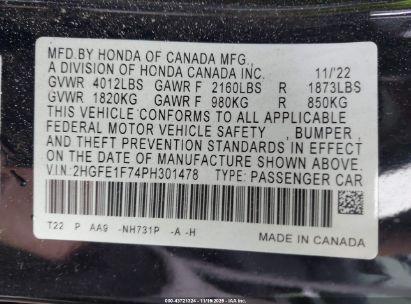 MFD.BY HONDA OF CANADA MFG.,
A DIVISION OF HONDA CANADA INC. 11/'22
GVWR 4012LBS GAWR F 2160LBS R 1873LBS
GVWR 1820KG GAWR F 980KG R 850KG
THIS VEHICLE CONFORMS TO ALL APPLICABLE
FEDERAL MOTOR VEHICLE SAFETY , BUMPER ,
AND THEFT PREVENTION STANDARDS IN EFFECT
ON THE DATE OF MANUFACTURE SHOWN ABOVE.
V.I.N: 2HGFE1F74PH301478 TYPE: PASSENGER CAR
T22 P AA9 -NH731P -A -H
MADE IN CANADA